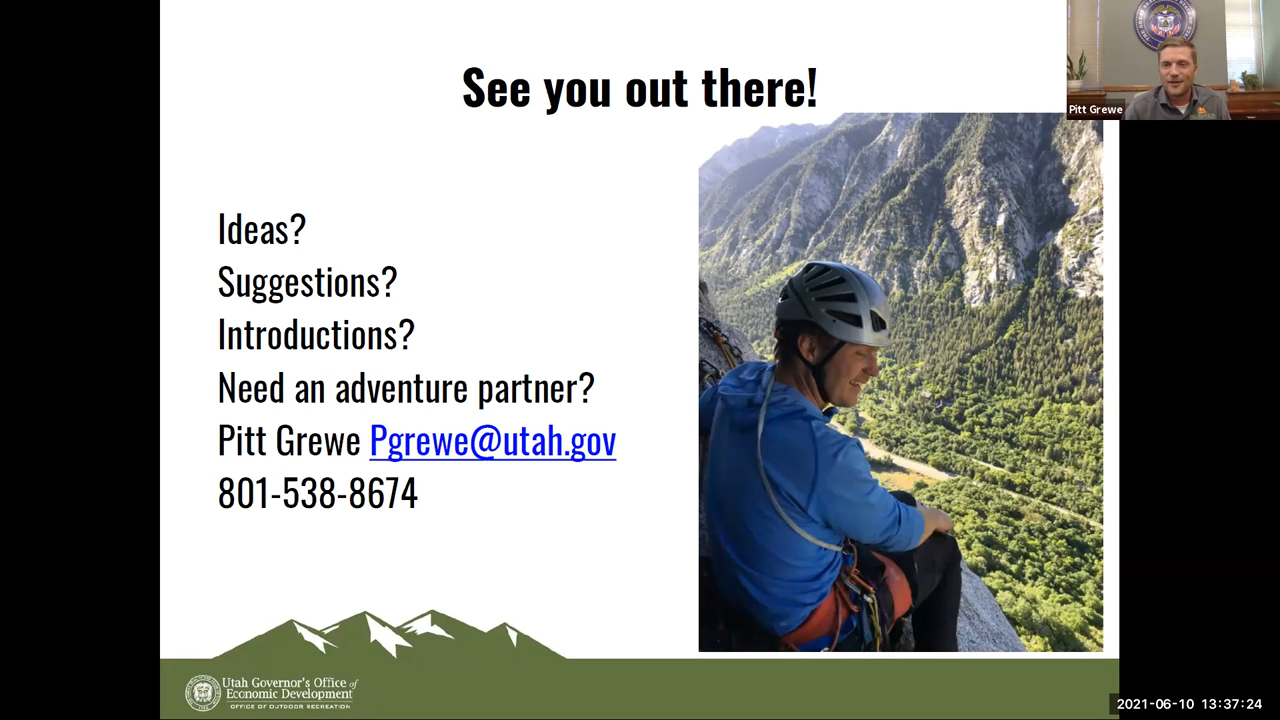 See you out there!
Pitt Grewe
Ideas?
Suggestions?
Introductions?
Need an adventure partner?
Pitt Grewe Pgrewe@utah.gov
801-538-8674
Utah Governor's Office of
Economic Development
OFFICE OF OUTDOOR RECREATION
2021-06-10 13:37:24